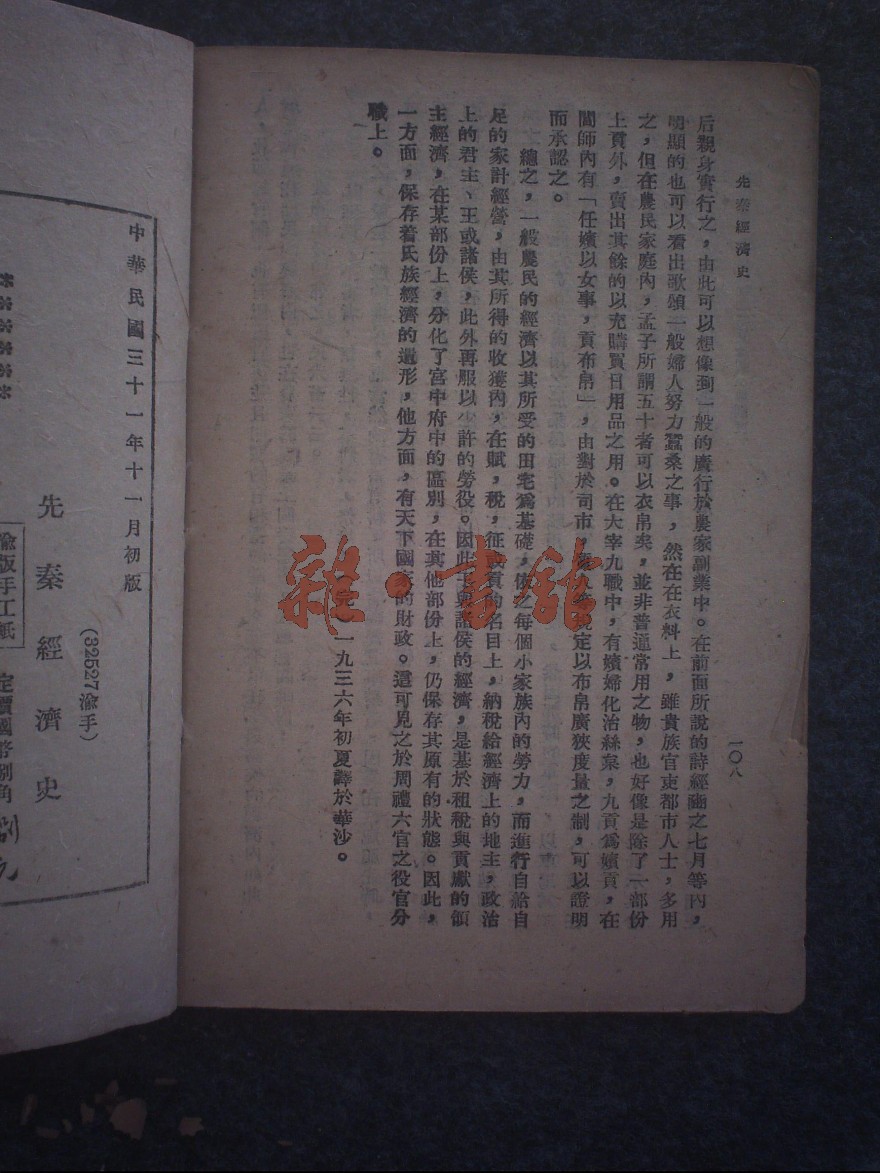 先秦經濟史
一〇八
后親身實行之，由此可以想像到一般的廣行於農家副業中。在前面所說的詩經豳之七月等內，
明顯的也可以看出歌頌一般婦人努力蠶桑之事，然在在衣料上，雖貴族官吏都市人士，多用
之，但在農民家庭內，孟子所謂五十者可以衣帛矣，並非普通常用之物，也好像是除了一部份
上貢外，賣出其餘的以充購買日用品之用。在大宰九職中，有嬪婦化治絲枲，九貢爲嬪貢，在
閭師內有「任嬪以女事，貢布帛」，由對於司市，定以布帛廣狹度量之制，可以證明
而承認之。
總之，一般農民的經濟以其所受的田宅爲基礎，依之每個小家族內的勞力，而進行自給自
足的家計經營，由其所得的收獲內，在賦，稅，征，貢的名目上，納稅給經濟上的地主，政治
上的君主、王或諸侯，此外再服以少許的勞役。因此王與諸侯的經濟，是基於租稅與貢獻的領
主經濟，在某部份上，分化了宮中府中的區別，在其他部份上，仍保存其原有的狀態。因此，
一方面，保存着氏族經濟的遺形，他方面，有天下國家的財政。這可見之於周禮六官之役官分
職上。
一九三六年初夏譯於華沙。
雜·書館
中華民國三十一年十一月初版
(32527渝手)
先秦經濟史
渝版手工紙
定價國幣捌角